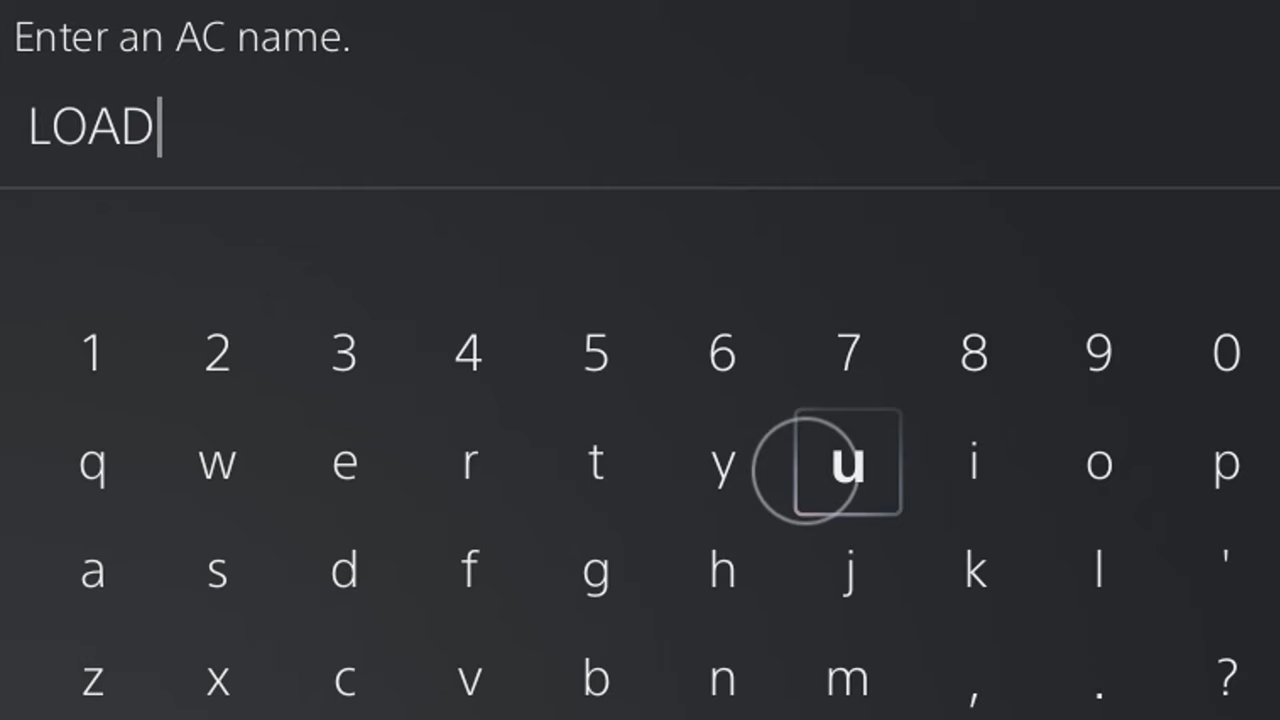 Enter an AC name.
LOAD
1 2 3 4 5 6 7 8 9 0
q w e r t y u i o p
a s d f g h j k l '
z x c v b n m , . ?